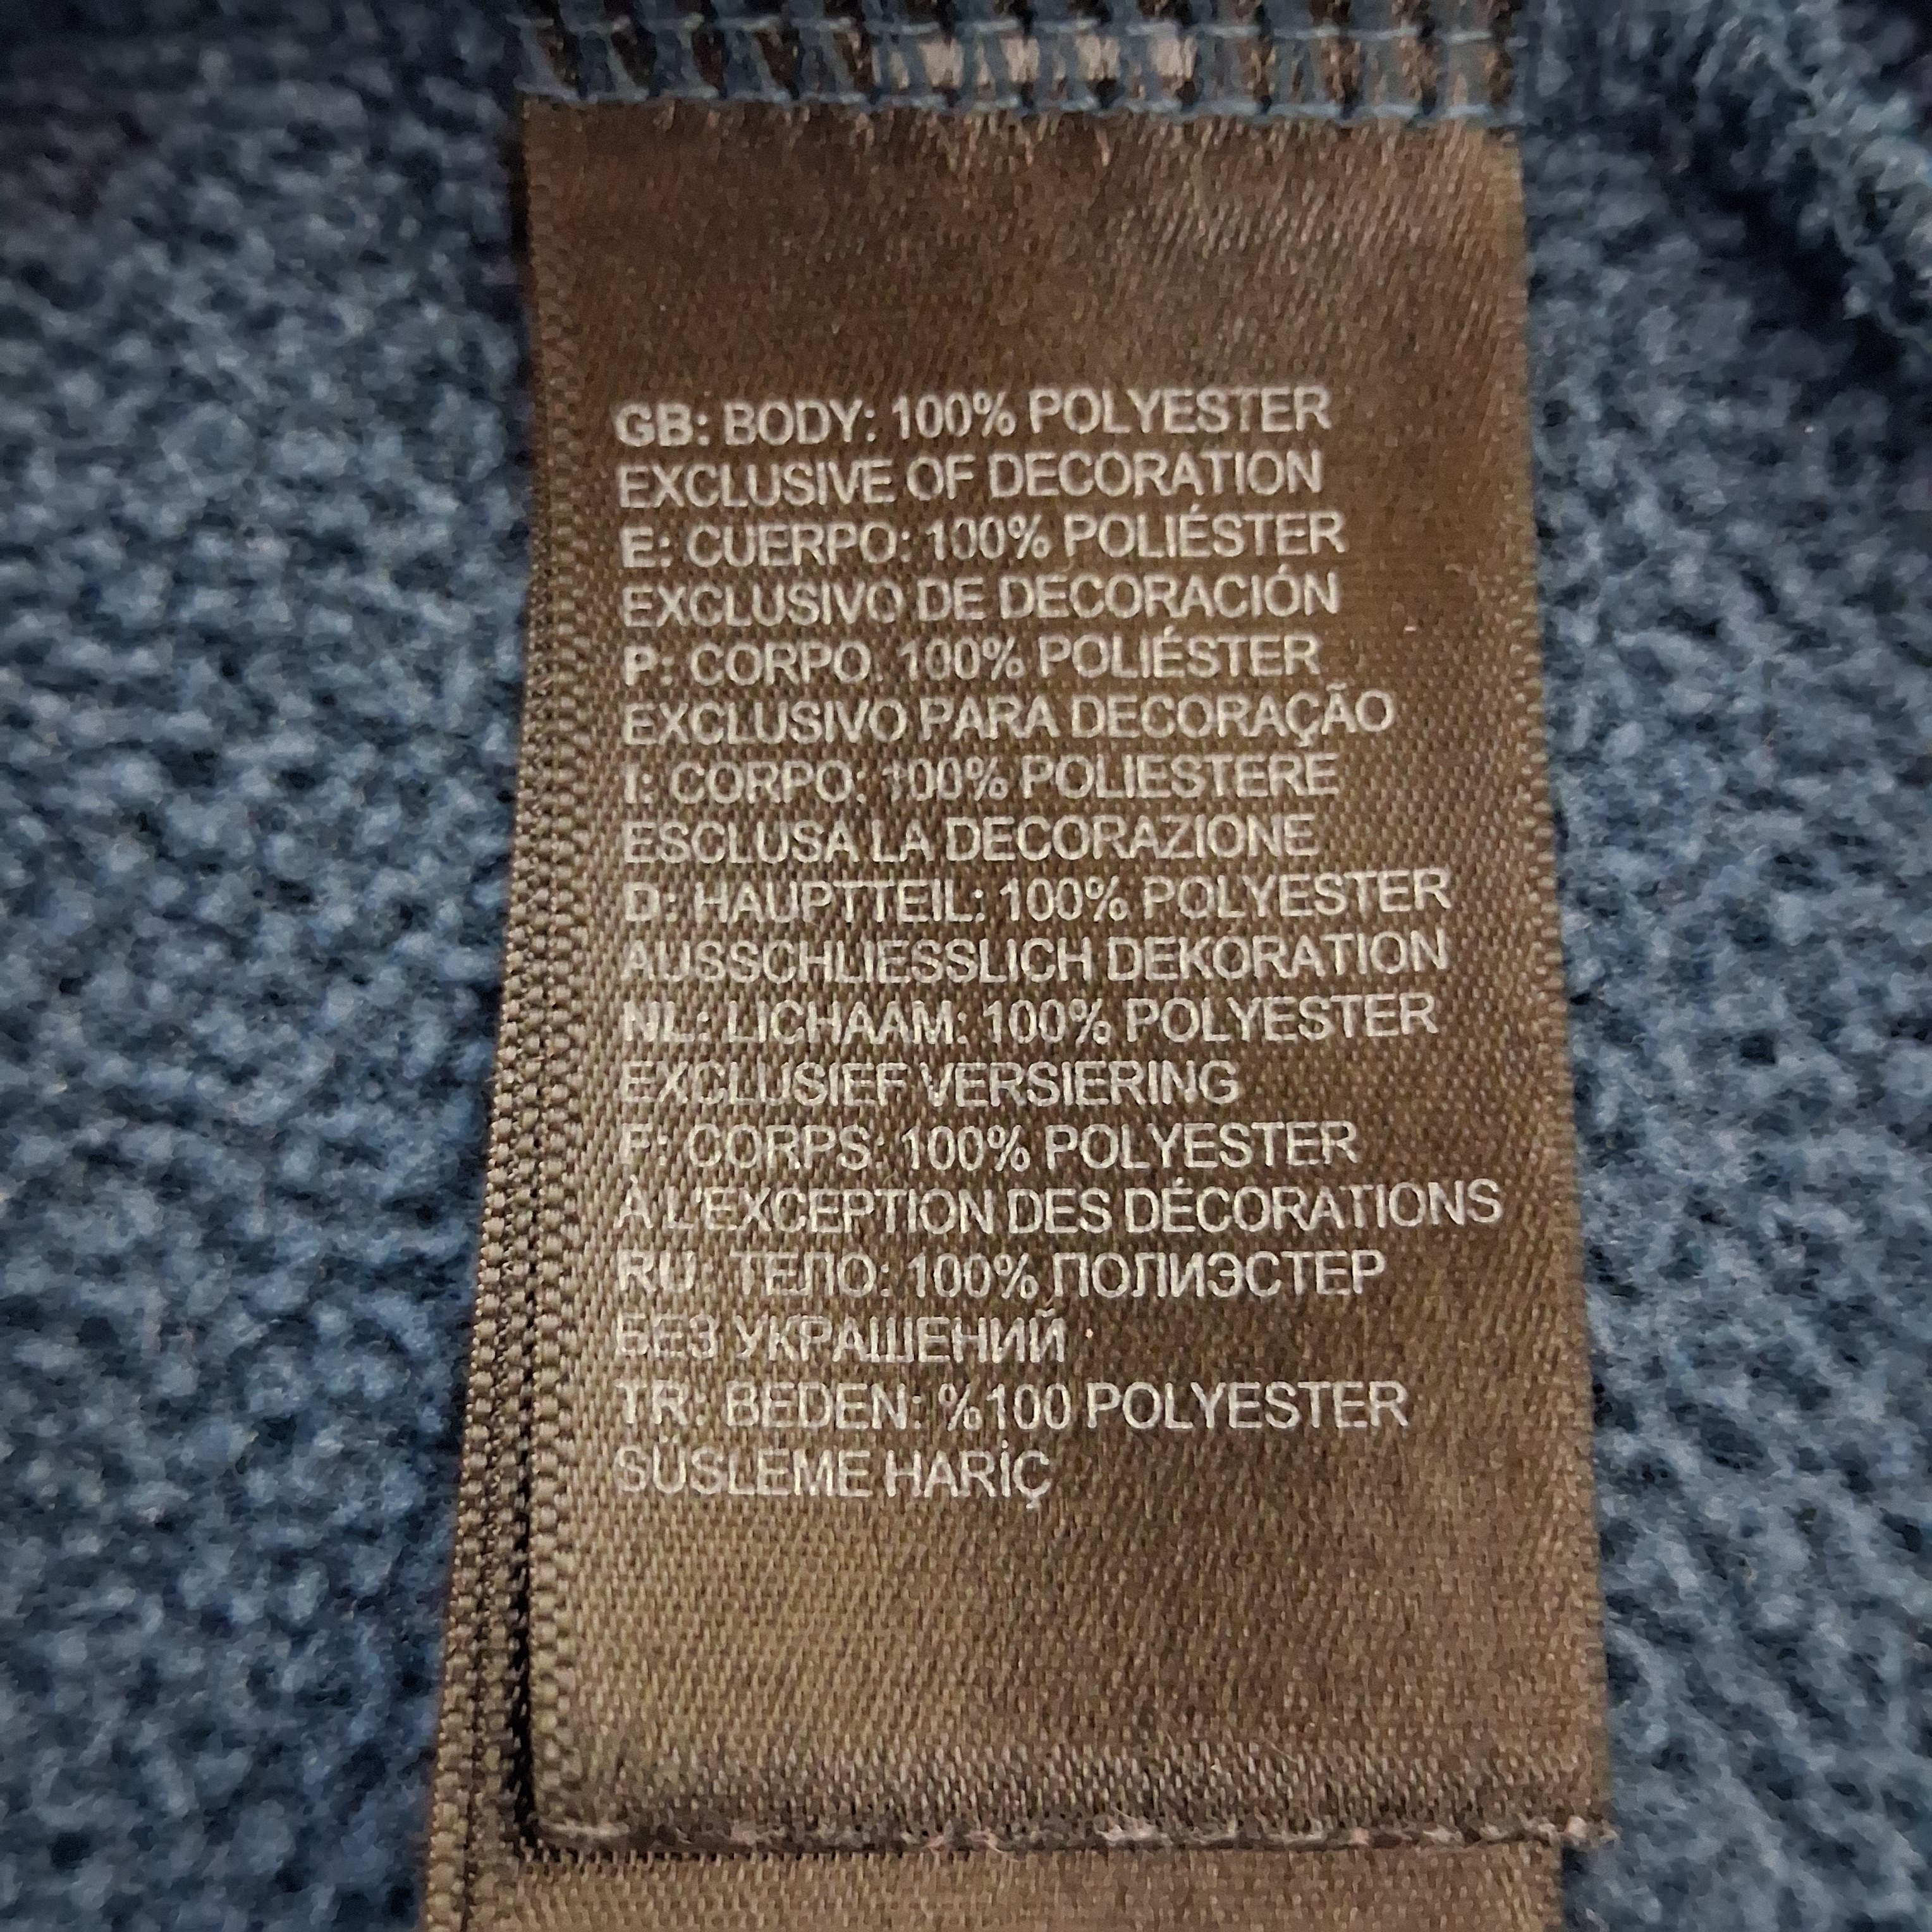 GB: BODY: 100% POLYESTER
EXCLUSIVE OF DECORATION
E: CUERPO: 100% POLIÉSTER
EXCLUSIVO DE DECORACIÓN
P: CORPO. 100% POLIÉSTER
EXCLUSIVO PARA DECORAÇÃO
I: CORPO: 100% POLIESTERE
ESCLUSA LA DECORAZIONE
D: HAUPTTEIL: 100% POLYESTER
AUSSCHLIESSLICH DEKORATION
NL: LICHAAM: 100% POLYESTER
EXCLUSIEF VERSIERING
F: CORPS: 100% POLYESTER
À L'EXCEPTION DES DÉCORATIONS
RU  ТЕЛО: 100% ПОЛИЭСТЕР
БЕЗ УКРАШЕНИЙ
TR: BEDEN: %100 POLYESTER
SÜSLEME HARİÇ